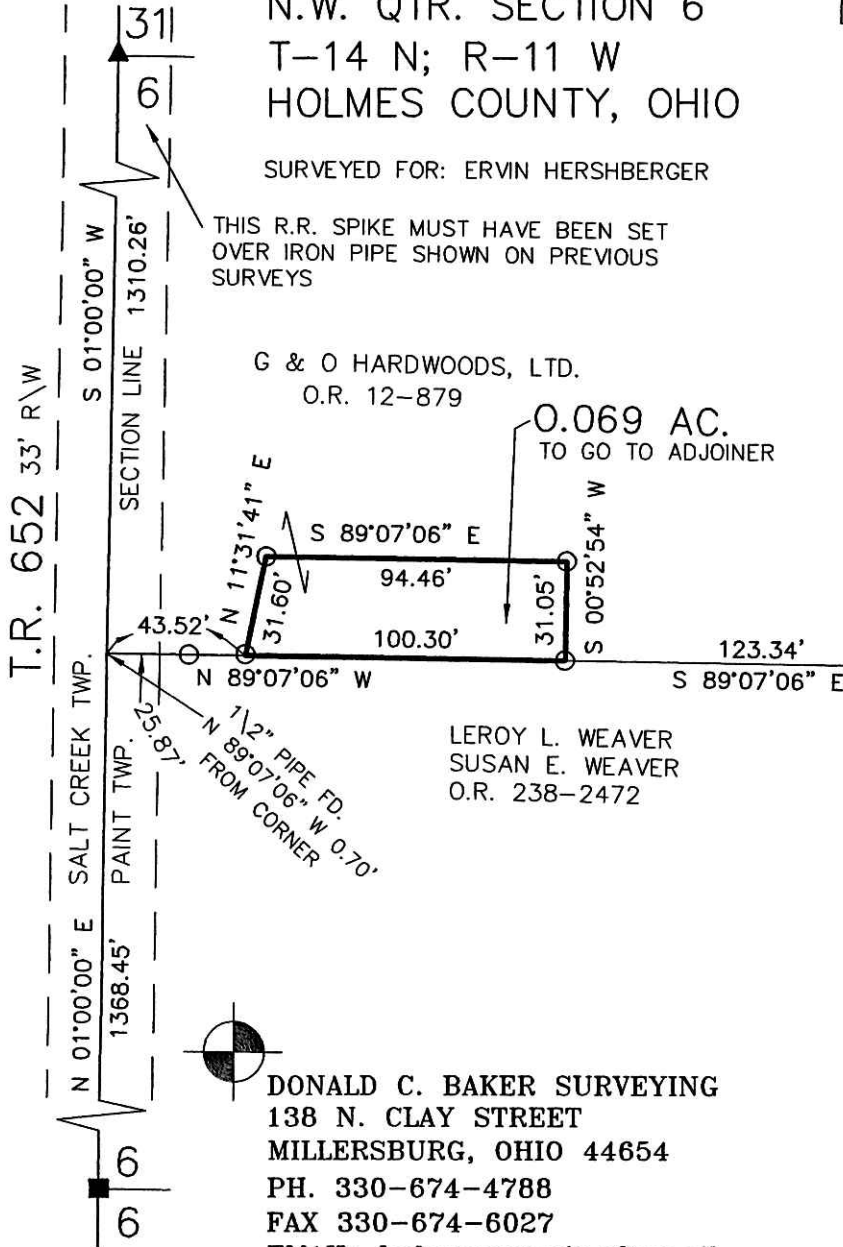 N.W. QTR. SECTION 6
T-14 N; R-11 W
HOLMES COUNTY, OHIO
SURVEYED FOR: ERVIN HERSHBERGER
31
6
THIS R.R. SPIKE MUST HAVE BEEN SET
OVER IRON PIPE SHOWN ON PREVIOUS
SURVEYS
S 01°00'00" W
SECTION LINE 1310.26'
T.R. 652 33' R\W
G & O HARDWOODS, LTD.
O.R. 12-879
0.069 AC.
TO GO TO ADJOINER
N 11°31'41" E
31.60'
S 89°07'06" E
94.46'
S 00°52'54" W
31.05'
43.52'
100.30'
N 89°07'06" W
123.34'
S 89°07'06" E
25.87'
1\2" PIPE FD.
N 89°07'06" W 0.70'
FROM CORNER
LEROY L. WEAVER
SUSAN E. WEAVER
O.R. 238-2472
SALT CREEK TWP.
PAINT TWP.
N 01°00'00" E
1368.45'
DONALD C. BAKER SURVEYING
138 N. CLAY STREET
MILLERSBURG, OHIO 44654
PH. 330-674-4788
FAX 330-674-6027
6
6